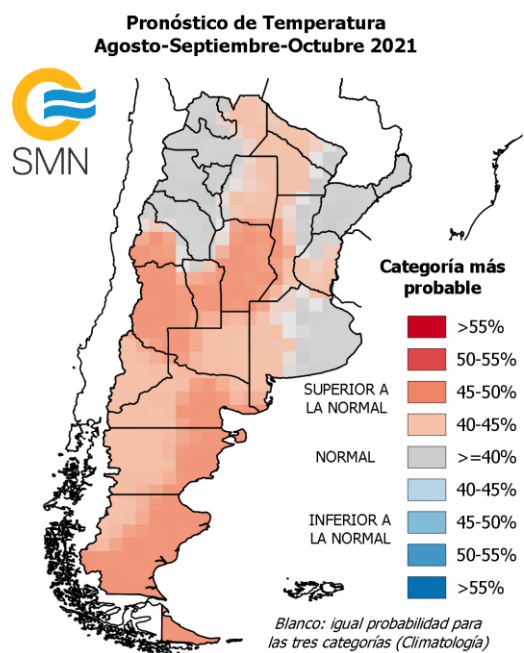 Pronóstico de Temperatura
Agosto-Septiembre-Octubre 2021
SMN
Categoría más
probable
>55%
50-55%
45-50%
SUPERIOR A
LA NORMAL
40-45%
NORMAL
>=40%
40-45%
INFERIOR A
LA NORMAL
45-50%
50-55%
>55%
Blanco: igual probabilidad para
las tres categorías (Climatología)